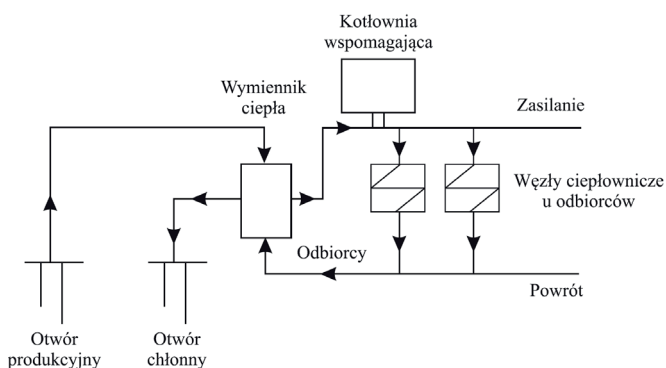 Kotłownia
wspomagająca
Wymiennik
ciepła
Zasilanie
Węzły ciepłownicze
u odbiorców
Odbiorcy
Powrót
Otwór
produkcyjny
Otwór
chłonny